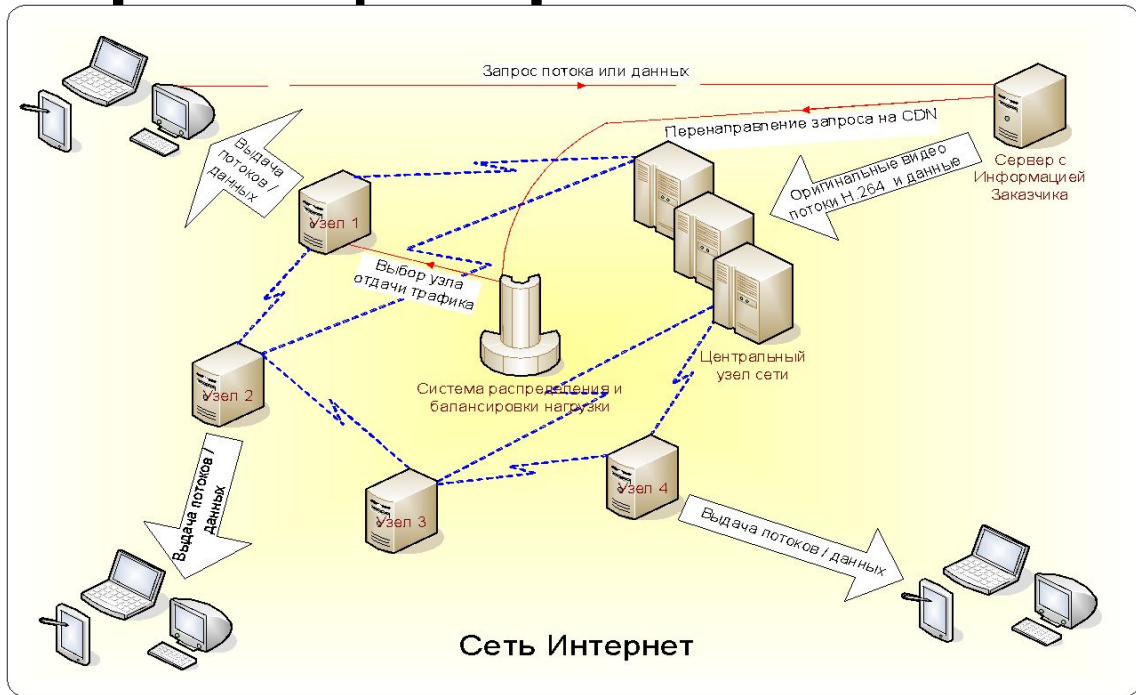 Запрос потока или данных
Перенаправление запроса на CDN
Сервер с
Информацией
Заказчика
Оригинальные видео
потоки H.264 и данные
Выдача
потоков /
данных
Узел 1
Выбор узла
отдачи трафика
Центральный
узел сети
Узел 2
Система распределения и
балансировки нагрузки
Узел 3
Узел 4
Выдача потоков /
данных
Выдача потоков / данных
Сеть Интернет